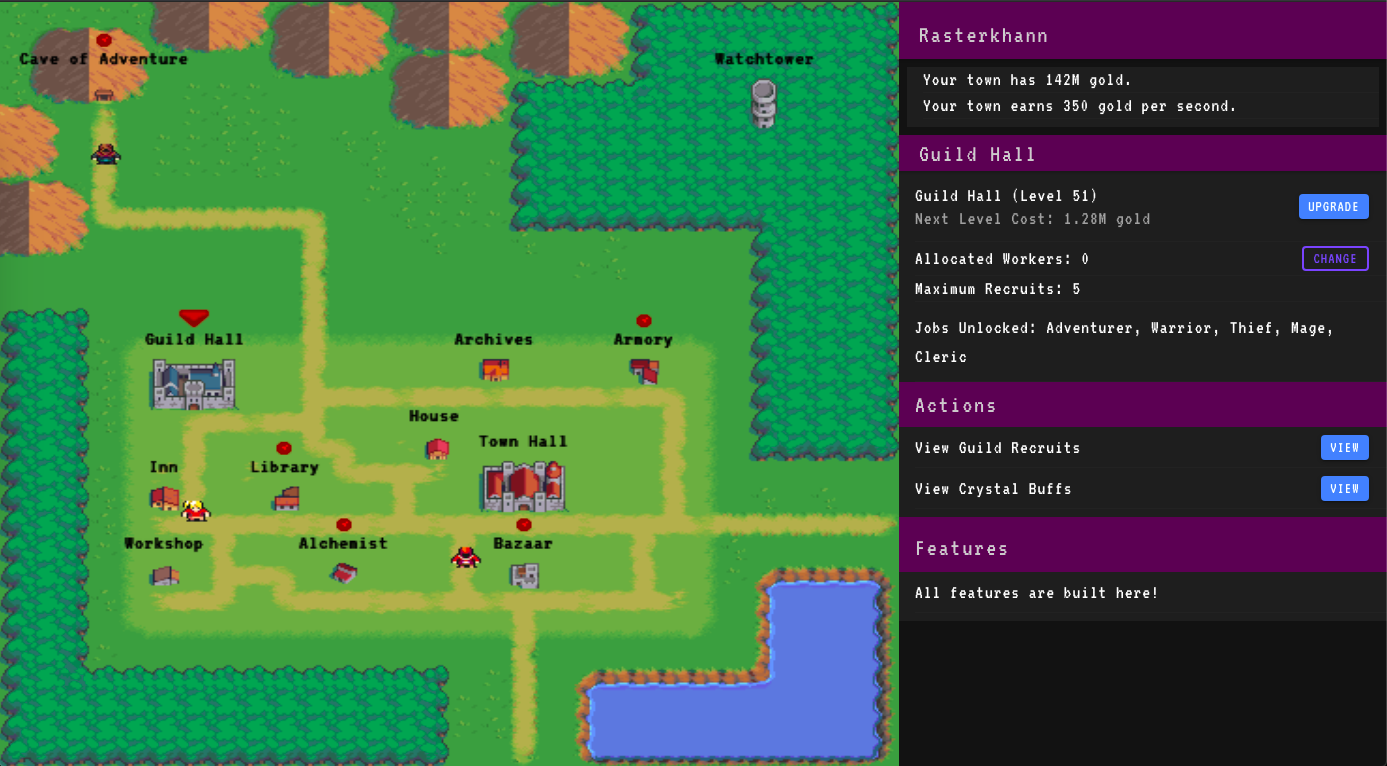 Cave of Adventure
Watchtower
Guild Hall
Archives
Armory
House
Town Hall
Inn
Library
Workshop
Alchemist
Bazaar
Rasterkhann
Your town has 142M gold.
Your town earns 350 gold per second.
Guild Hall
Guild Hall (Level 51)
Next Level Cost: 1.28M gold
UPGRADE
Allocated Workers: 0
CHANGE
Maximum Recruits: 5
Jobs Unlocked: Adventurer, Warrior, Thief, Mage,
Cleric
Actions
View Guild Recruits
VIEW
View Crystal Buffs
VIEW
Features
All features are built here!